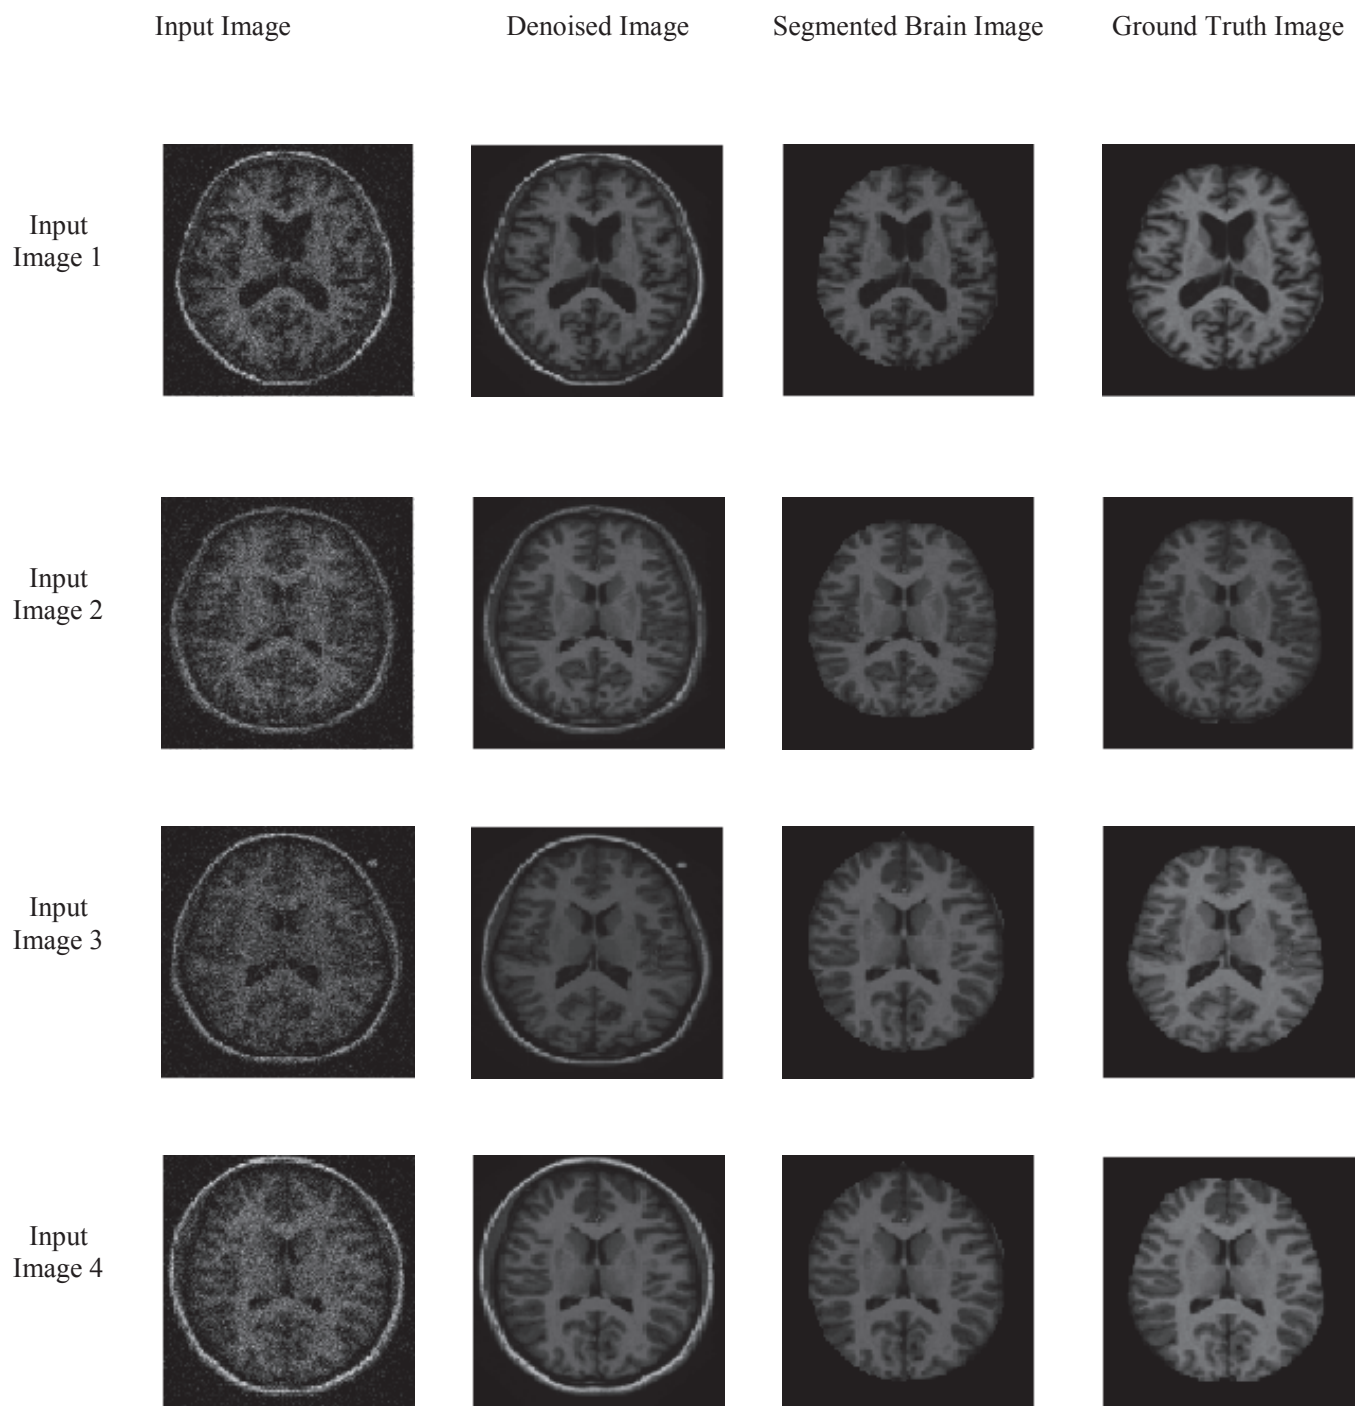 Input Image
Denoised Image
Segmented Brain Image
Ground Truth Image
Input
Image 1
Input
Image 2
Input
Image 3
Input
Image 4